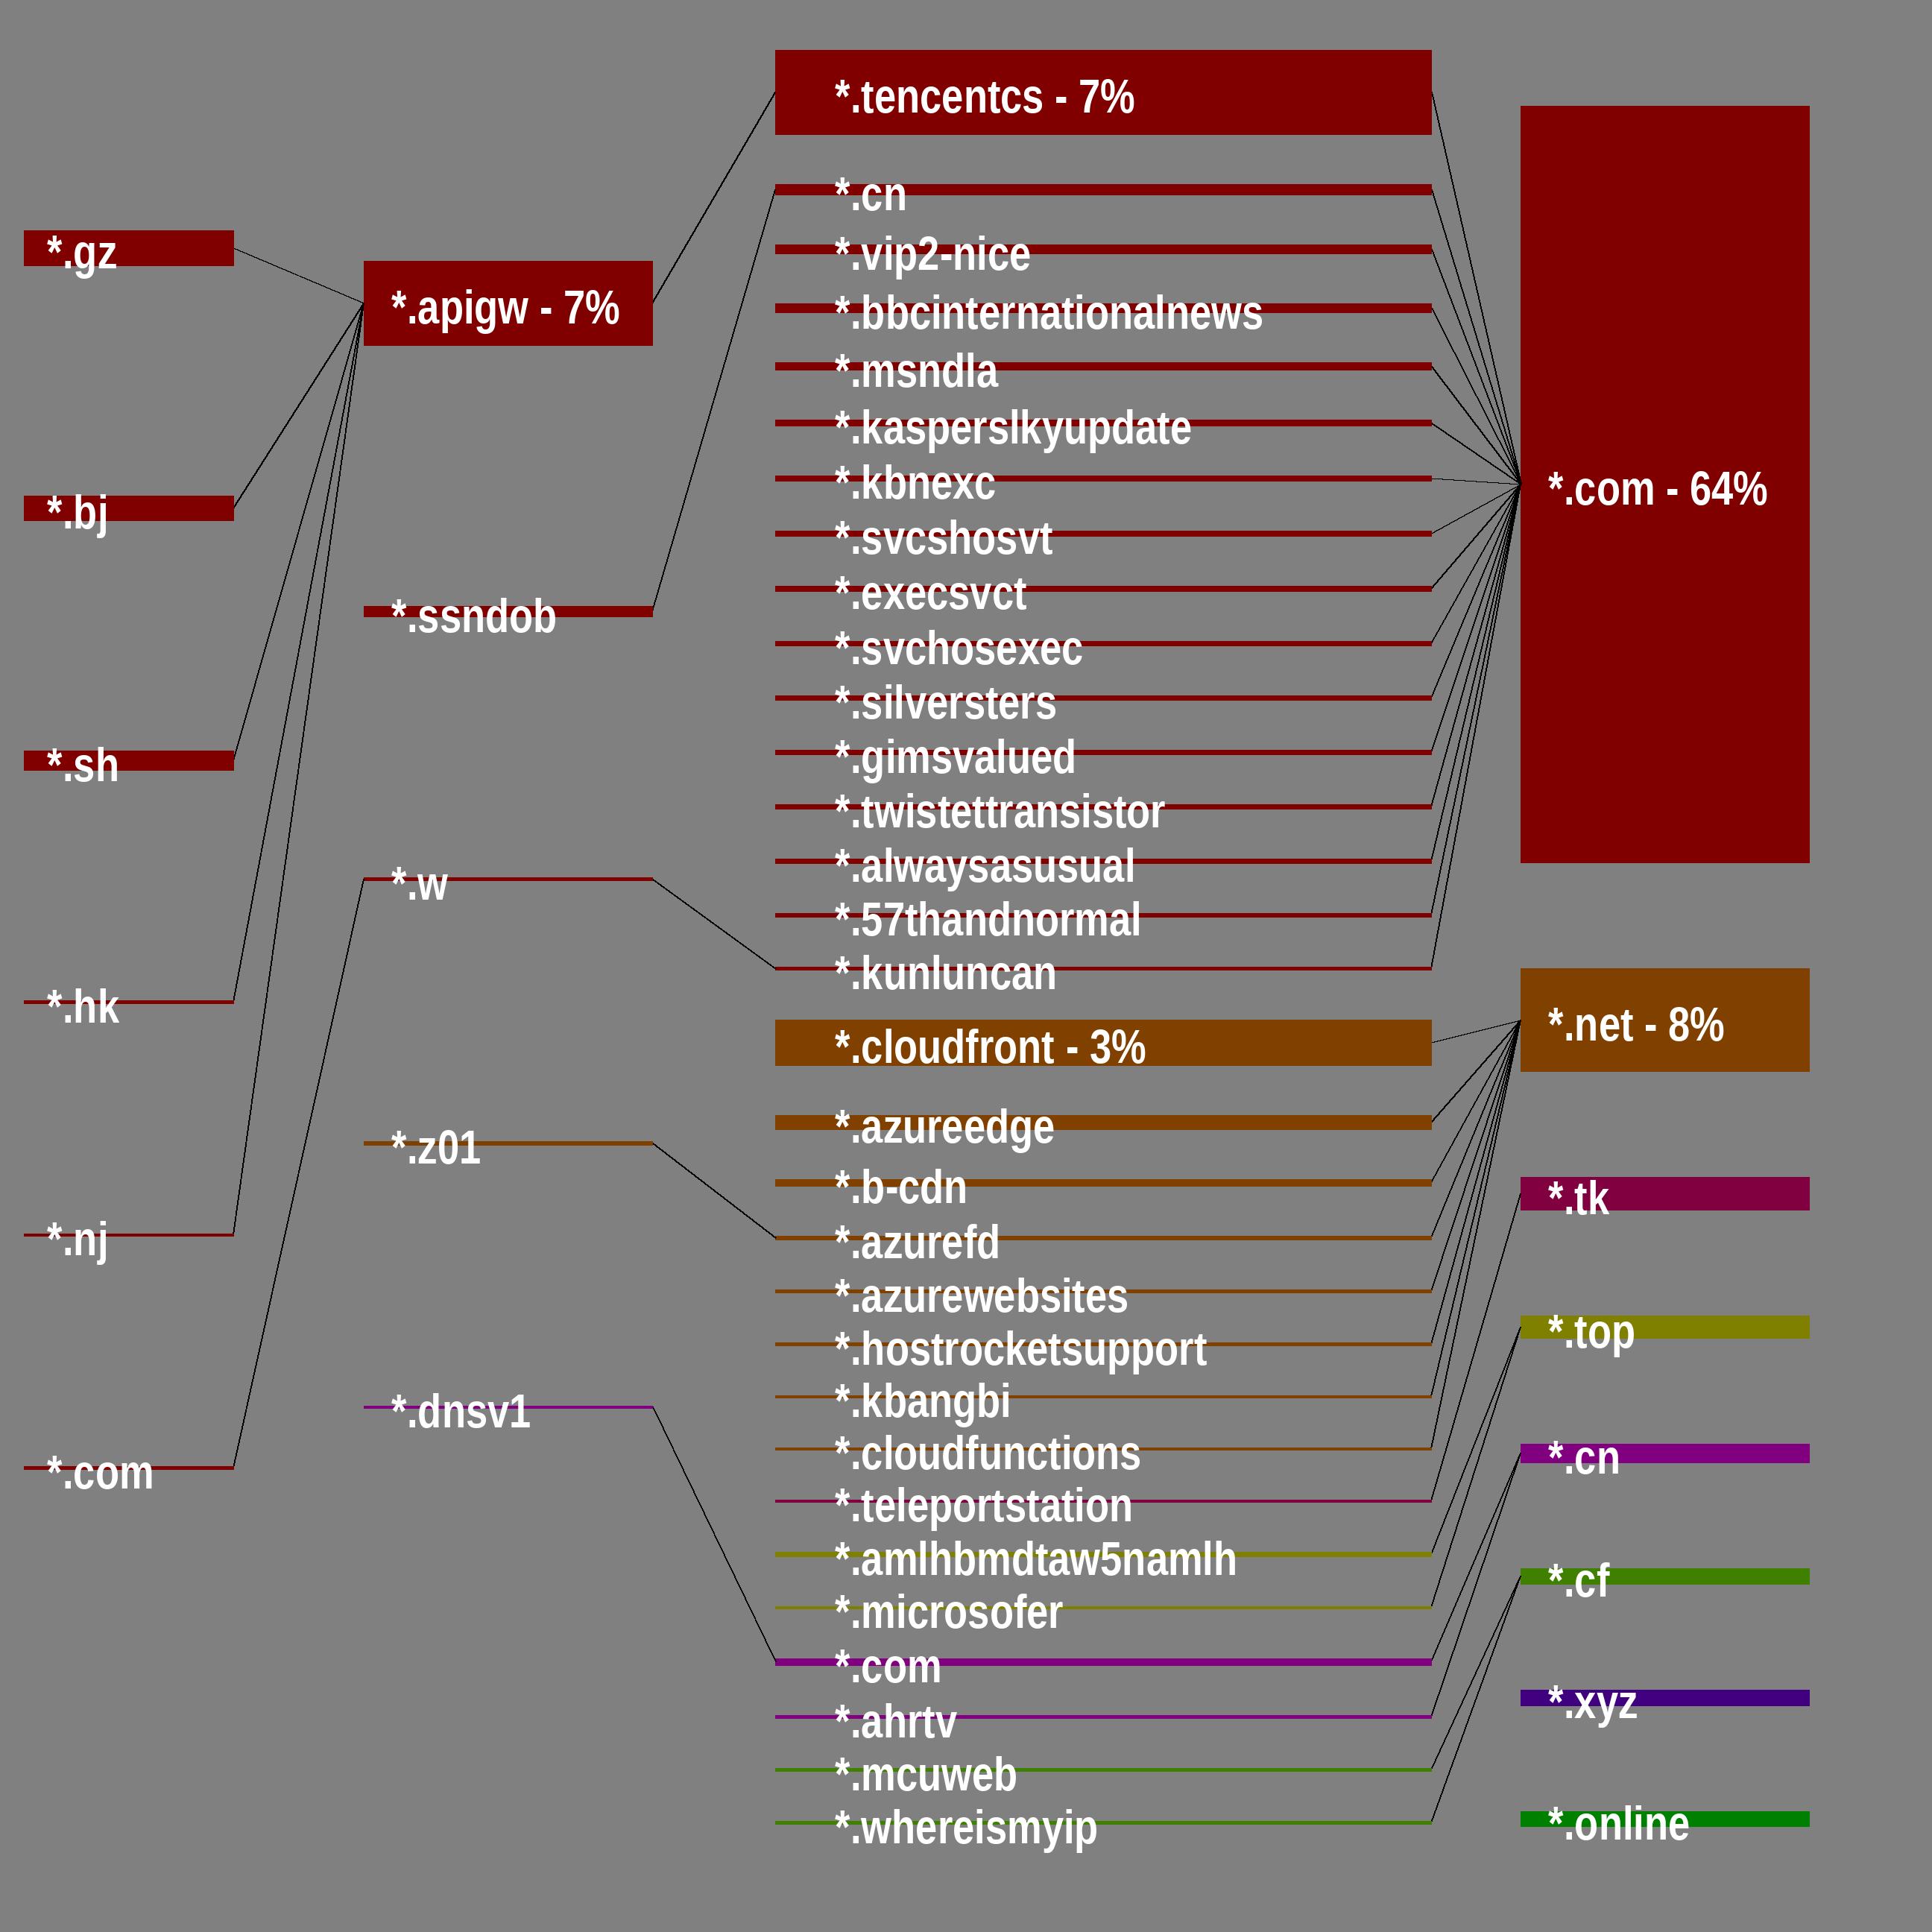 *.gz
*.bj
*.sh
*.hk
*.nj
*.com
*.apigw - 7%
*.ssndob
*.w
*.z01
*.dnsv1
*.tencentcs - 7%
*.cn
*.vip2-nice
*.bbcinternationalnews
*.msndla
*.kasperslkyupdate
*.kbnexc
*.svcshosvt
*.execsvct
*.svchosexec
*.silversters
*.gimsvalued
*.twistettransistor
*.alwaysasusual
*.57thandnormal
*.kunluncan
*.cloudfront - 3%
*.azureedge
*.b-cdn
*.azurefd
*.azurewebsites
*.hostrocketsupport
*.kbangbi
*.cloudfunctions
*.teleportstation
*.amlhbmdtaw5namlh
*.microsofer
*.com
*.ahrtv
*.mcuweb
*.whereismyip
*.com - 64%
*.net - 8%
*.tk
*.top
*.cn
*.cf
*.xyz
*.online